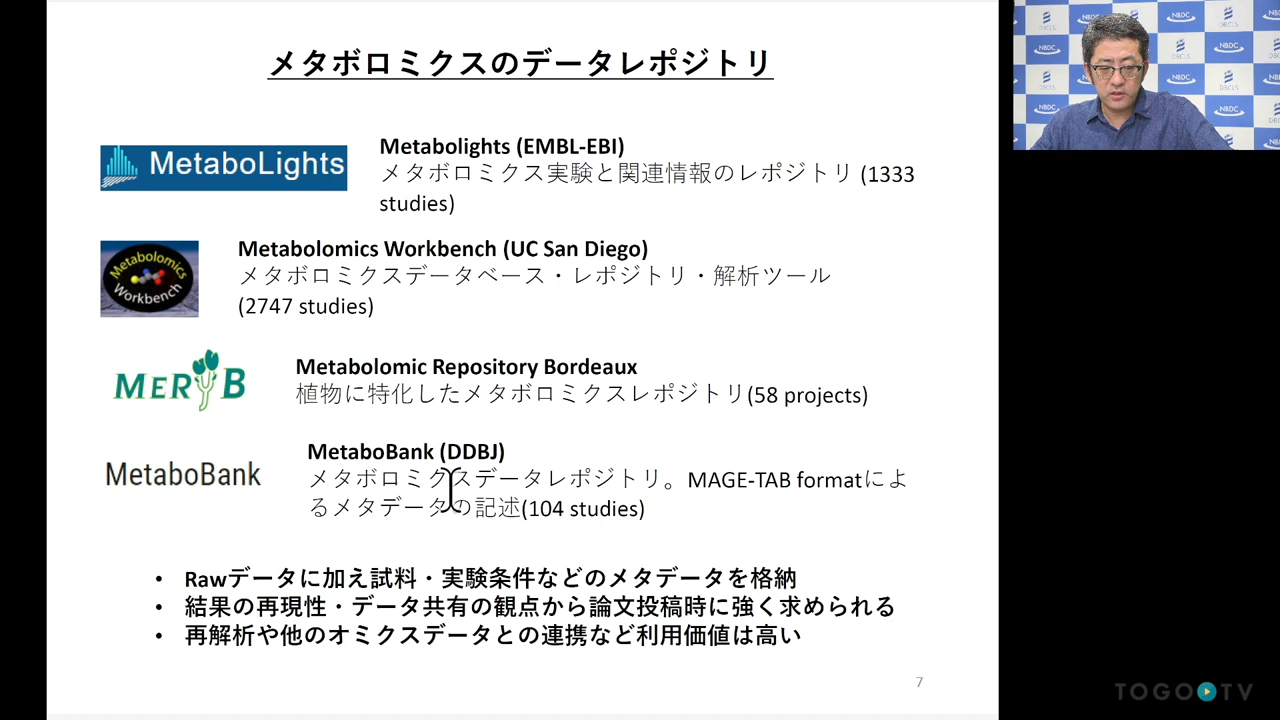 メタボロミクスのデータレポジトリ
MetaboLights
Metabolights (EMBL-EBI)
メタボロミクス実験と関連情報のレポジトリ (1333
studies)
Metabolomics
Workbench
Metabolomics Workbench (UC San Diego)
メタボロミクスデータベース・レポジトリ・解析ツール
(2747 studies)
MERYB
Metabolomic Repository Bordeaux
植物に特化したメタボロミクスレポジトリ(58 projects)
MetaboBank
MetaboBank (DDBJ)
メタボロミクスデータレポジトリ。MAGE-TAB formatによ
るメタデータの記述(104 studies)
• Rawデータに加え試料・実験条件などのメタデータを格納
• 結果の再現性・データ共有の観点から論文投稿時に強く求められる
• 再解析や他のオミクスデータとの連携など利用価値は高い
7
NBDC
DBCLS
TOGOTV